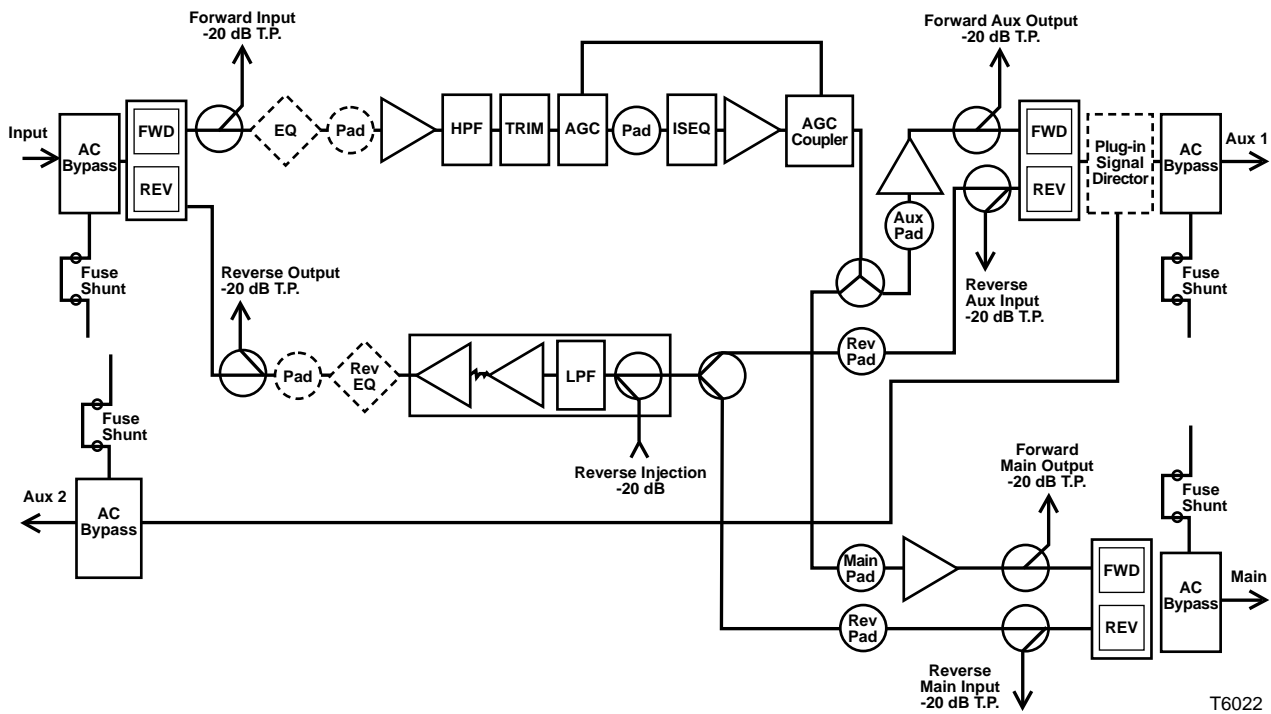 Forward Input
-20 dB T.P.
Forward Aux Output
-20 dB T.P.
Input
AC
Bypass
FWD
REV
EQ
Pad
HPF
TRIM
AGC
Pad
ISEQ
AGC
Coupler
FWD
REV
Plug-in
Signal
Director
AC
Bypass
Aux 1
Aux
Pad
Fuse
Shunt
Reverse Output
-20 dB T.P.
Reverse
Aux Input
-20 dB T.P.
Fuse
Shunt
Pad
Rev
EQ
LPF
Rev
Pad
Fuse
Shunt
Reverse Injection
-20 dB
Forward
Main Output
-20 dB T.P.
Fuse
Shunt
Aux 2
AC
Bypass
Main
Pad
FWD
REV
AC
Bypass
Main
Rev
Pad
Reverse
Main Input
-20 dB T.P.
T6022